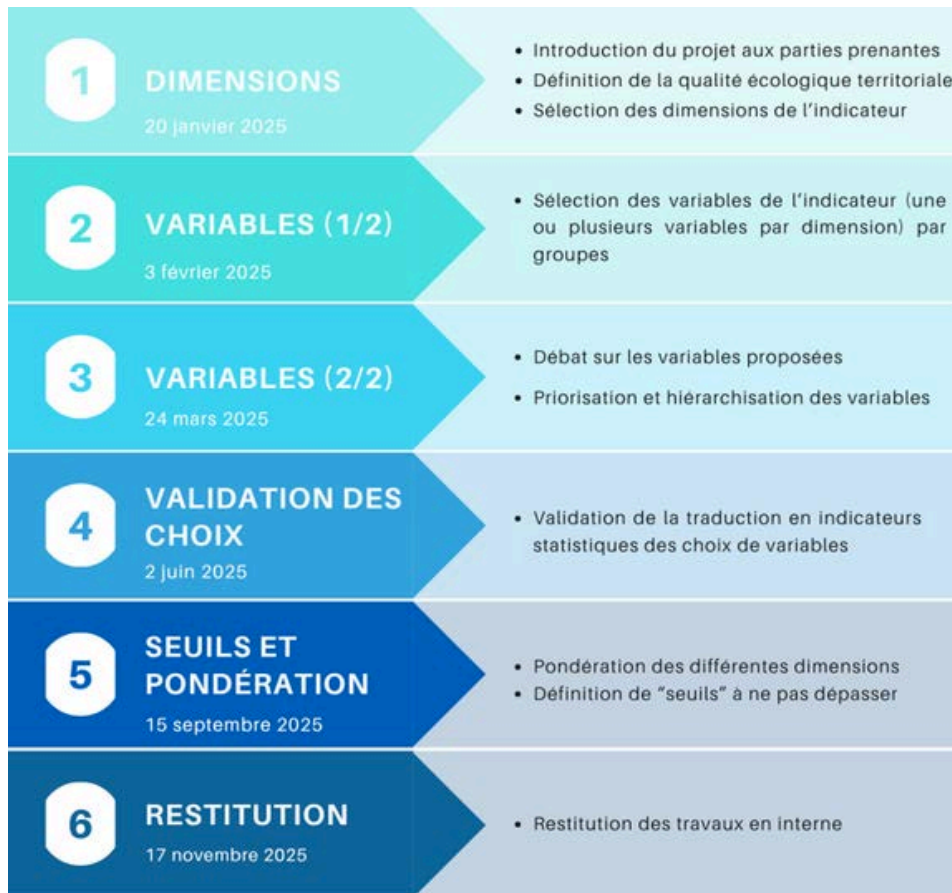 1
DIMENSIONS
20 janvier 2025
• Introduction du projet aux parties prenantes
• Définition de la qualité écologique territoriale
• Sélection des dimensions de l'indicateur
2
VARIABLES (1/2)
3 février 2025
• Sélection des variables de l'indicateur (une
ou plusieurs variables par dimension) par
groupes
3
VARIABLES (2/2)
24 mars 2025
• Débat sur les variables proposées
• Priorisation et hiérarchisation des variables
4
VALIDATION DES
CHOIX
2 juin 2025
• Validation de la traduction en indicateurs
statistiques des choix de variables
5
SEUILS ET
PONDÉRATION
15 septembre 2025
• Pondération des différentes dimensions
• Définition de "seuils" à ne pas dépasser
6
RESTITUTION
17 novembre 2025
• Restitution des travaux en interne